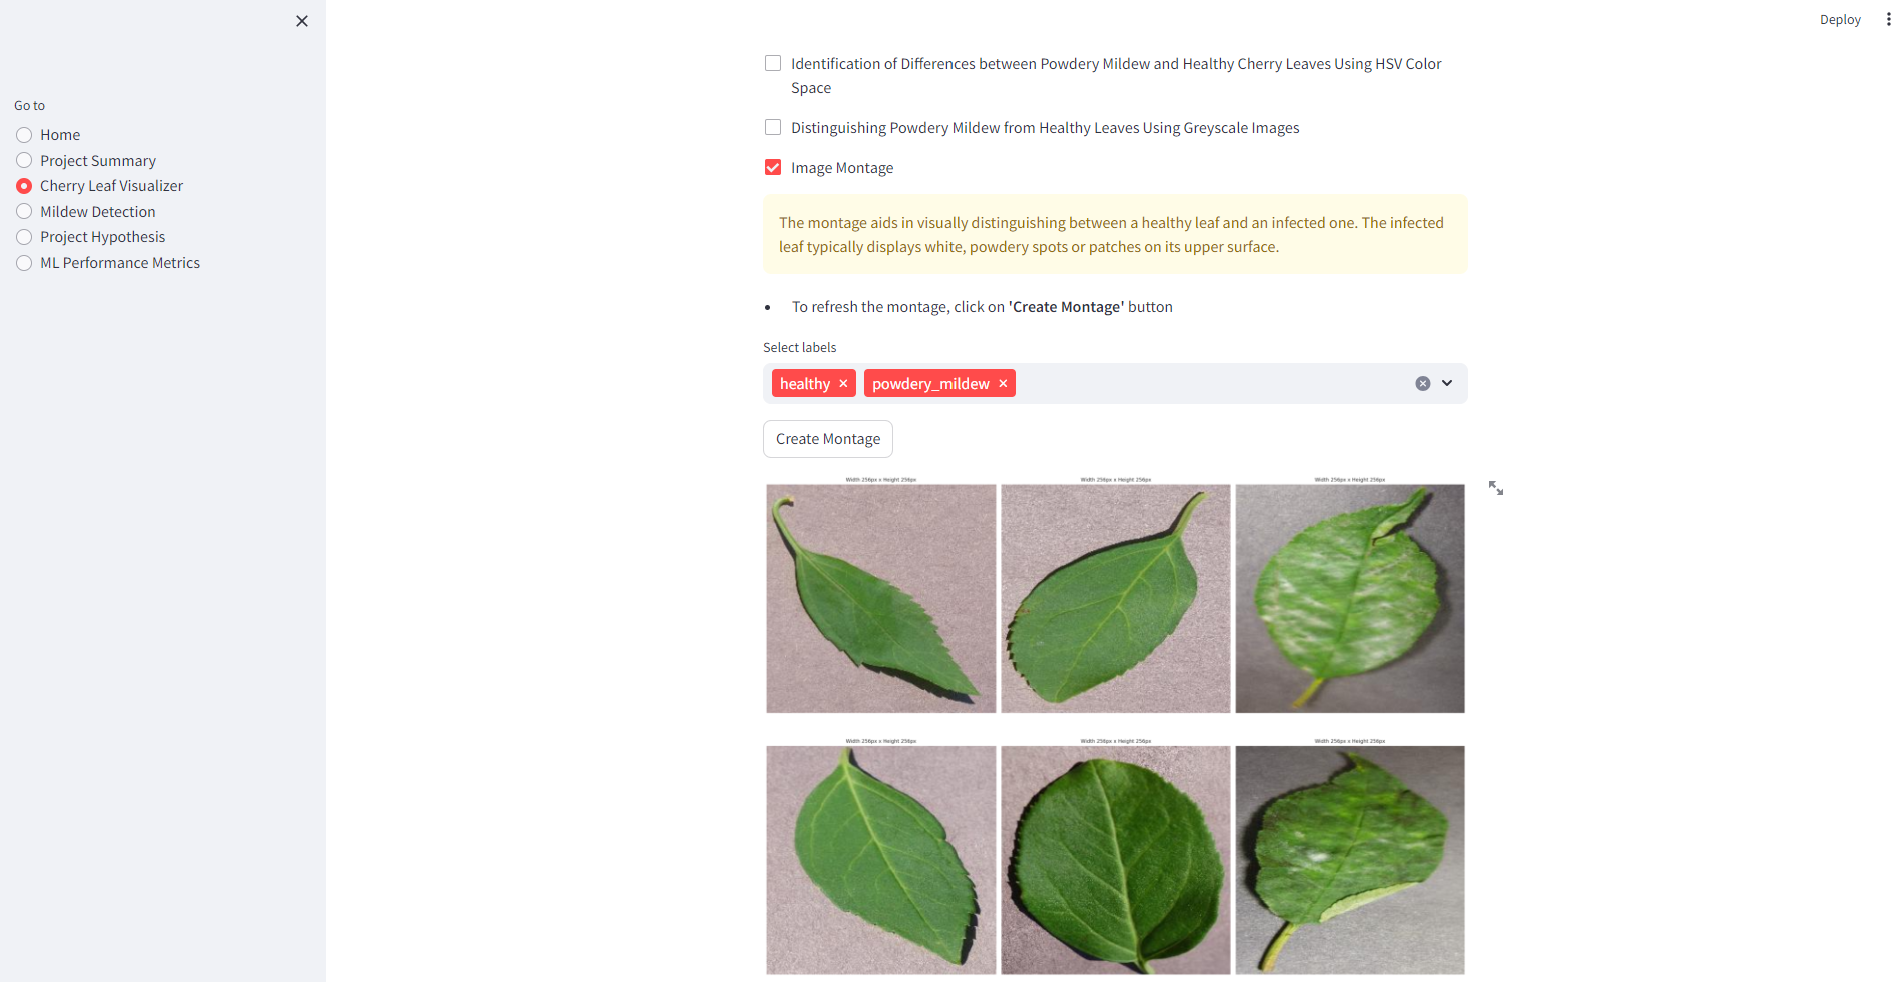 Deploy
Go to
Home
Project Summary
Cherry Leaf Visualizer
Mildew Detection
Project Hypothesis
ML Performance Metrics
Identification of Differences between Powdery Mildew and Healthy Cherry Leaves Using HSV Color
Space
Distinguishing Powdery Mildew from Healthy Leaves Using Greyscale Images
Image Montage
The montage aids in visually distinguishing between a healthy leaf and an infected one. The infected
leaf typically displays white, powdery spots or patches on its upper surface.
• To refresh the montage, click on 'Create Montage' button
Select labels
healthy powdery_mildew
Create Montage
Width 256px x Height 256px Width 256px x Height 256px Width 256px x Height 256px
Width 256px x Height 256px Width 256px x Height 256px Width 256px x Height 256px